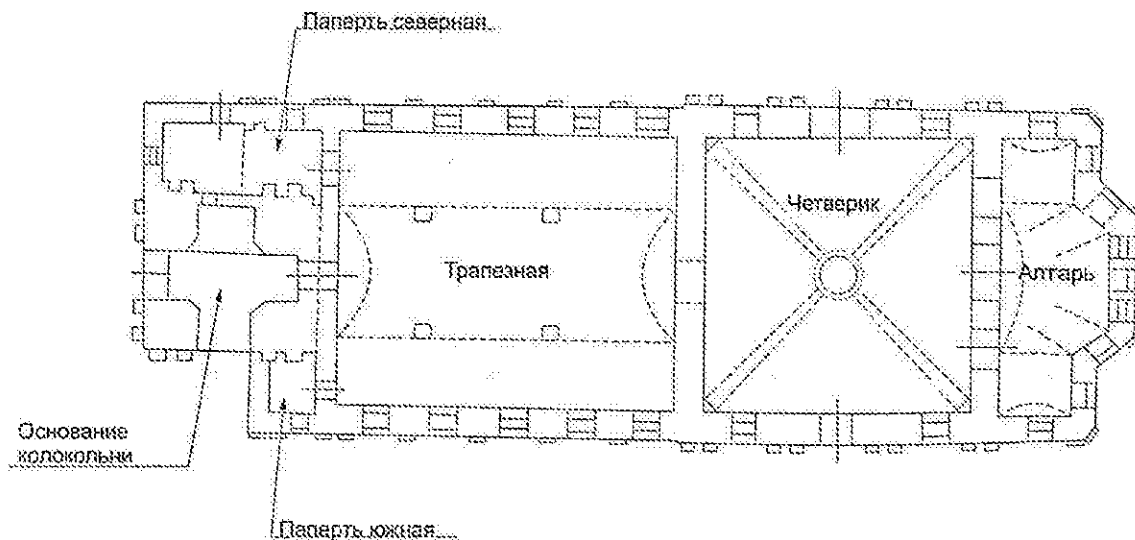 Паперть северная
Четверик
Трапезная
Алтарь
Основание
колокольни
Паперть южная